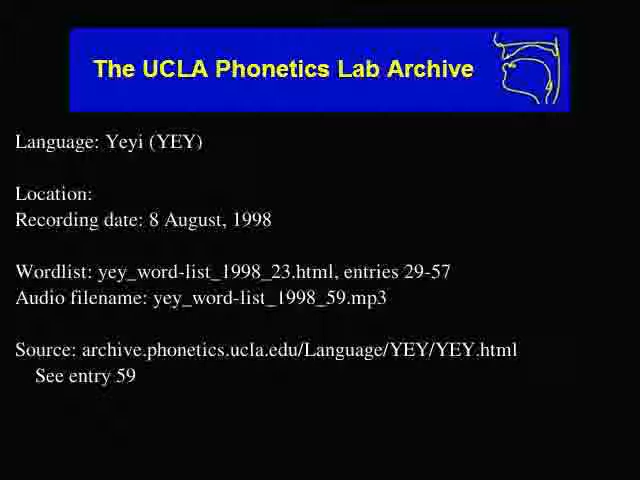 The UCLA Phonetics Lab Archive
Language: Yeyi (YEY)
Location:
Recording date: 8 August, 1998
Wordlist: yey_word-list_1998_23.html, entries 29-57
Audio filename: yey_word-list_1998_59.mp3
Source: archive.phonetics.ucla.edu/Language/YEY/YEY.html
See entry 59